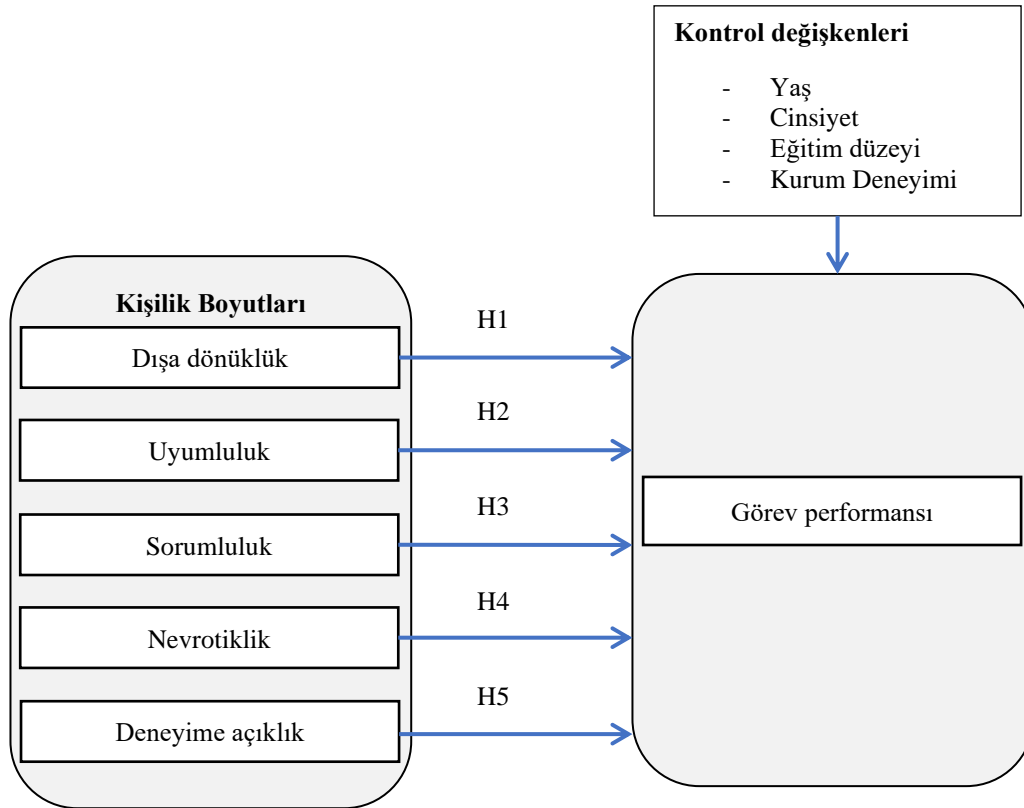 Kontrol değişkenleri
- Yaş
- Cinsiyet
- Eğitim düzeyi
- Kurum Deneyimi
Kişilik Boyutları
Dışa dönüklük
H1
Uyumluluk
H2
Sorumluluk
H3
Görev performansı
Nevrotiklik
H4
Deneyime açıklık
H5